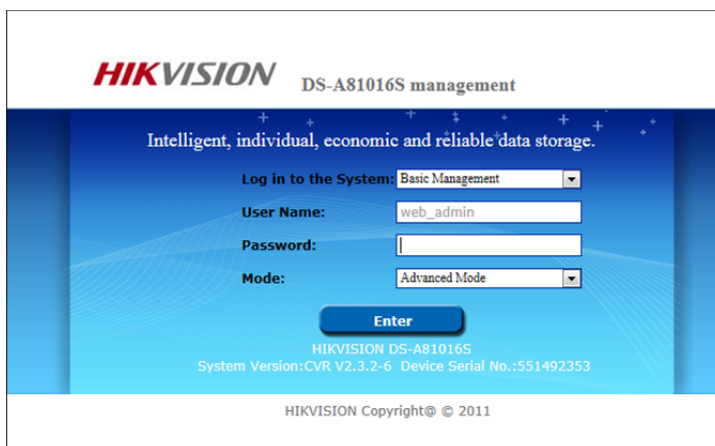 HIKVISION DS-A81016S management
Intelligent, individual, economic and reliable data storage.
Log in to the System: Basic Management
User Name: web_admin
Password:
Mode: Advanced Mode
Enter
HIKVISION DS-A81016S
System Version:CVR V2.3.2-6 Device Serial No.:551492353
HIKVISION Copyright@ © 2011